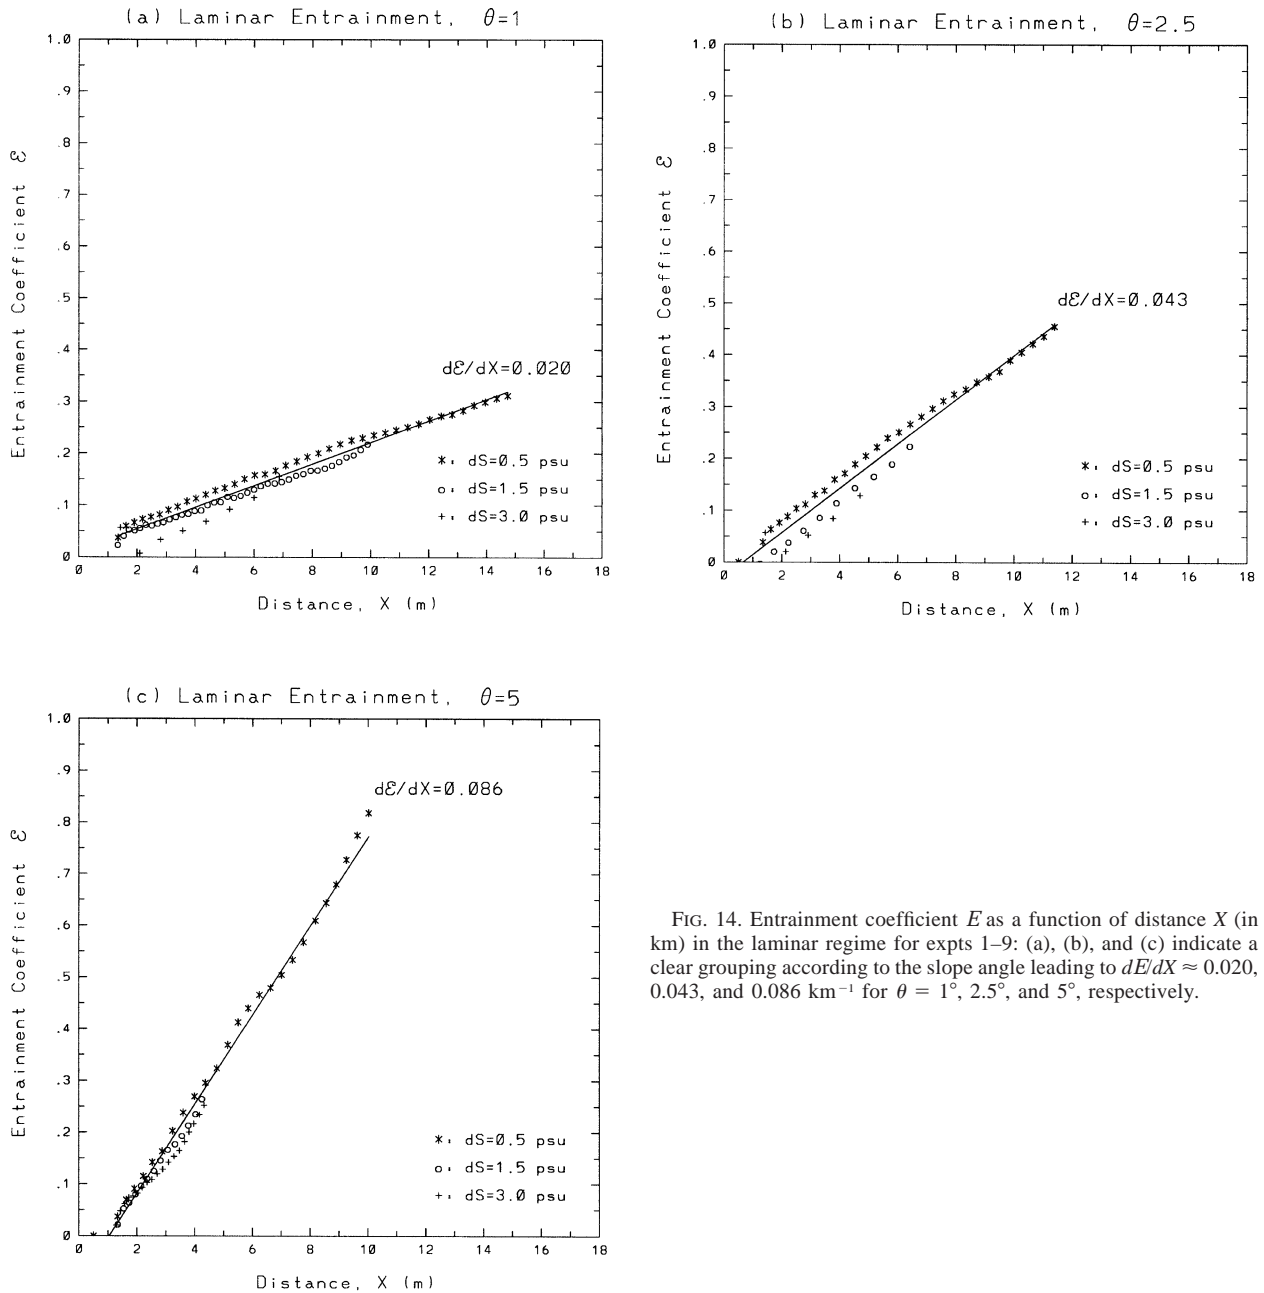 (a) Laminar Entrainment, θ=1
1.0
.9
.8
.7
.6
.5
.4
.3
.2
.1
0
Entrainment Coefficient ℰ
dℰ/dX=0.020
*: dS=0.5 psu
o: dS=1.5 psu
+: dS=3.0 psu
0 2 4 6 8 10 12 14 16 18
Distance, X (m)
(b) Laminar Entrainment, θ=2.5
1.0
.9
.8
.7
.6
.5
.4
.3
.2
.1
0
Entrainment Coefficient ℰ
dℰ/dX=0.043
*: dS=0.5 psu
o: dS=1.5 psu
+: dS=3.0 psu
0 2 4 6 8 10 12 14 16 18
Distance, X (m)
(c) Laminar Entrainment, θ=5
1.0
.9
.8
.7
.6
.5
.4
.3
.2
.1
0
Entrainment Coefficient ℰ
dℰ/dX=0.086
*: dS=0.5 psu
o: dS=1.5 psu
+: dS=3.0 psu
0 2 4 6 8 10 12 14 16 18
Distance, X (m)
FIG. 14. Entrainment coefficient E as a function of distance X (in
km) in the laminar regime for expts 1–9: (a), (b), and (c) indicate a
clear grouping according to the slope angle leading to dE/dX ≈ 0.020,
0.043, and 0.086 km⁻¹ for θ = 1°, 2.5°, and 5°, respectively.